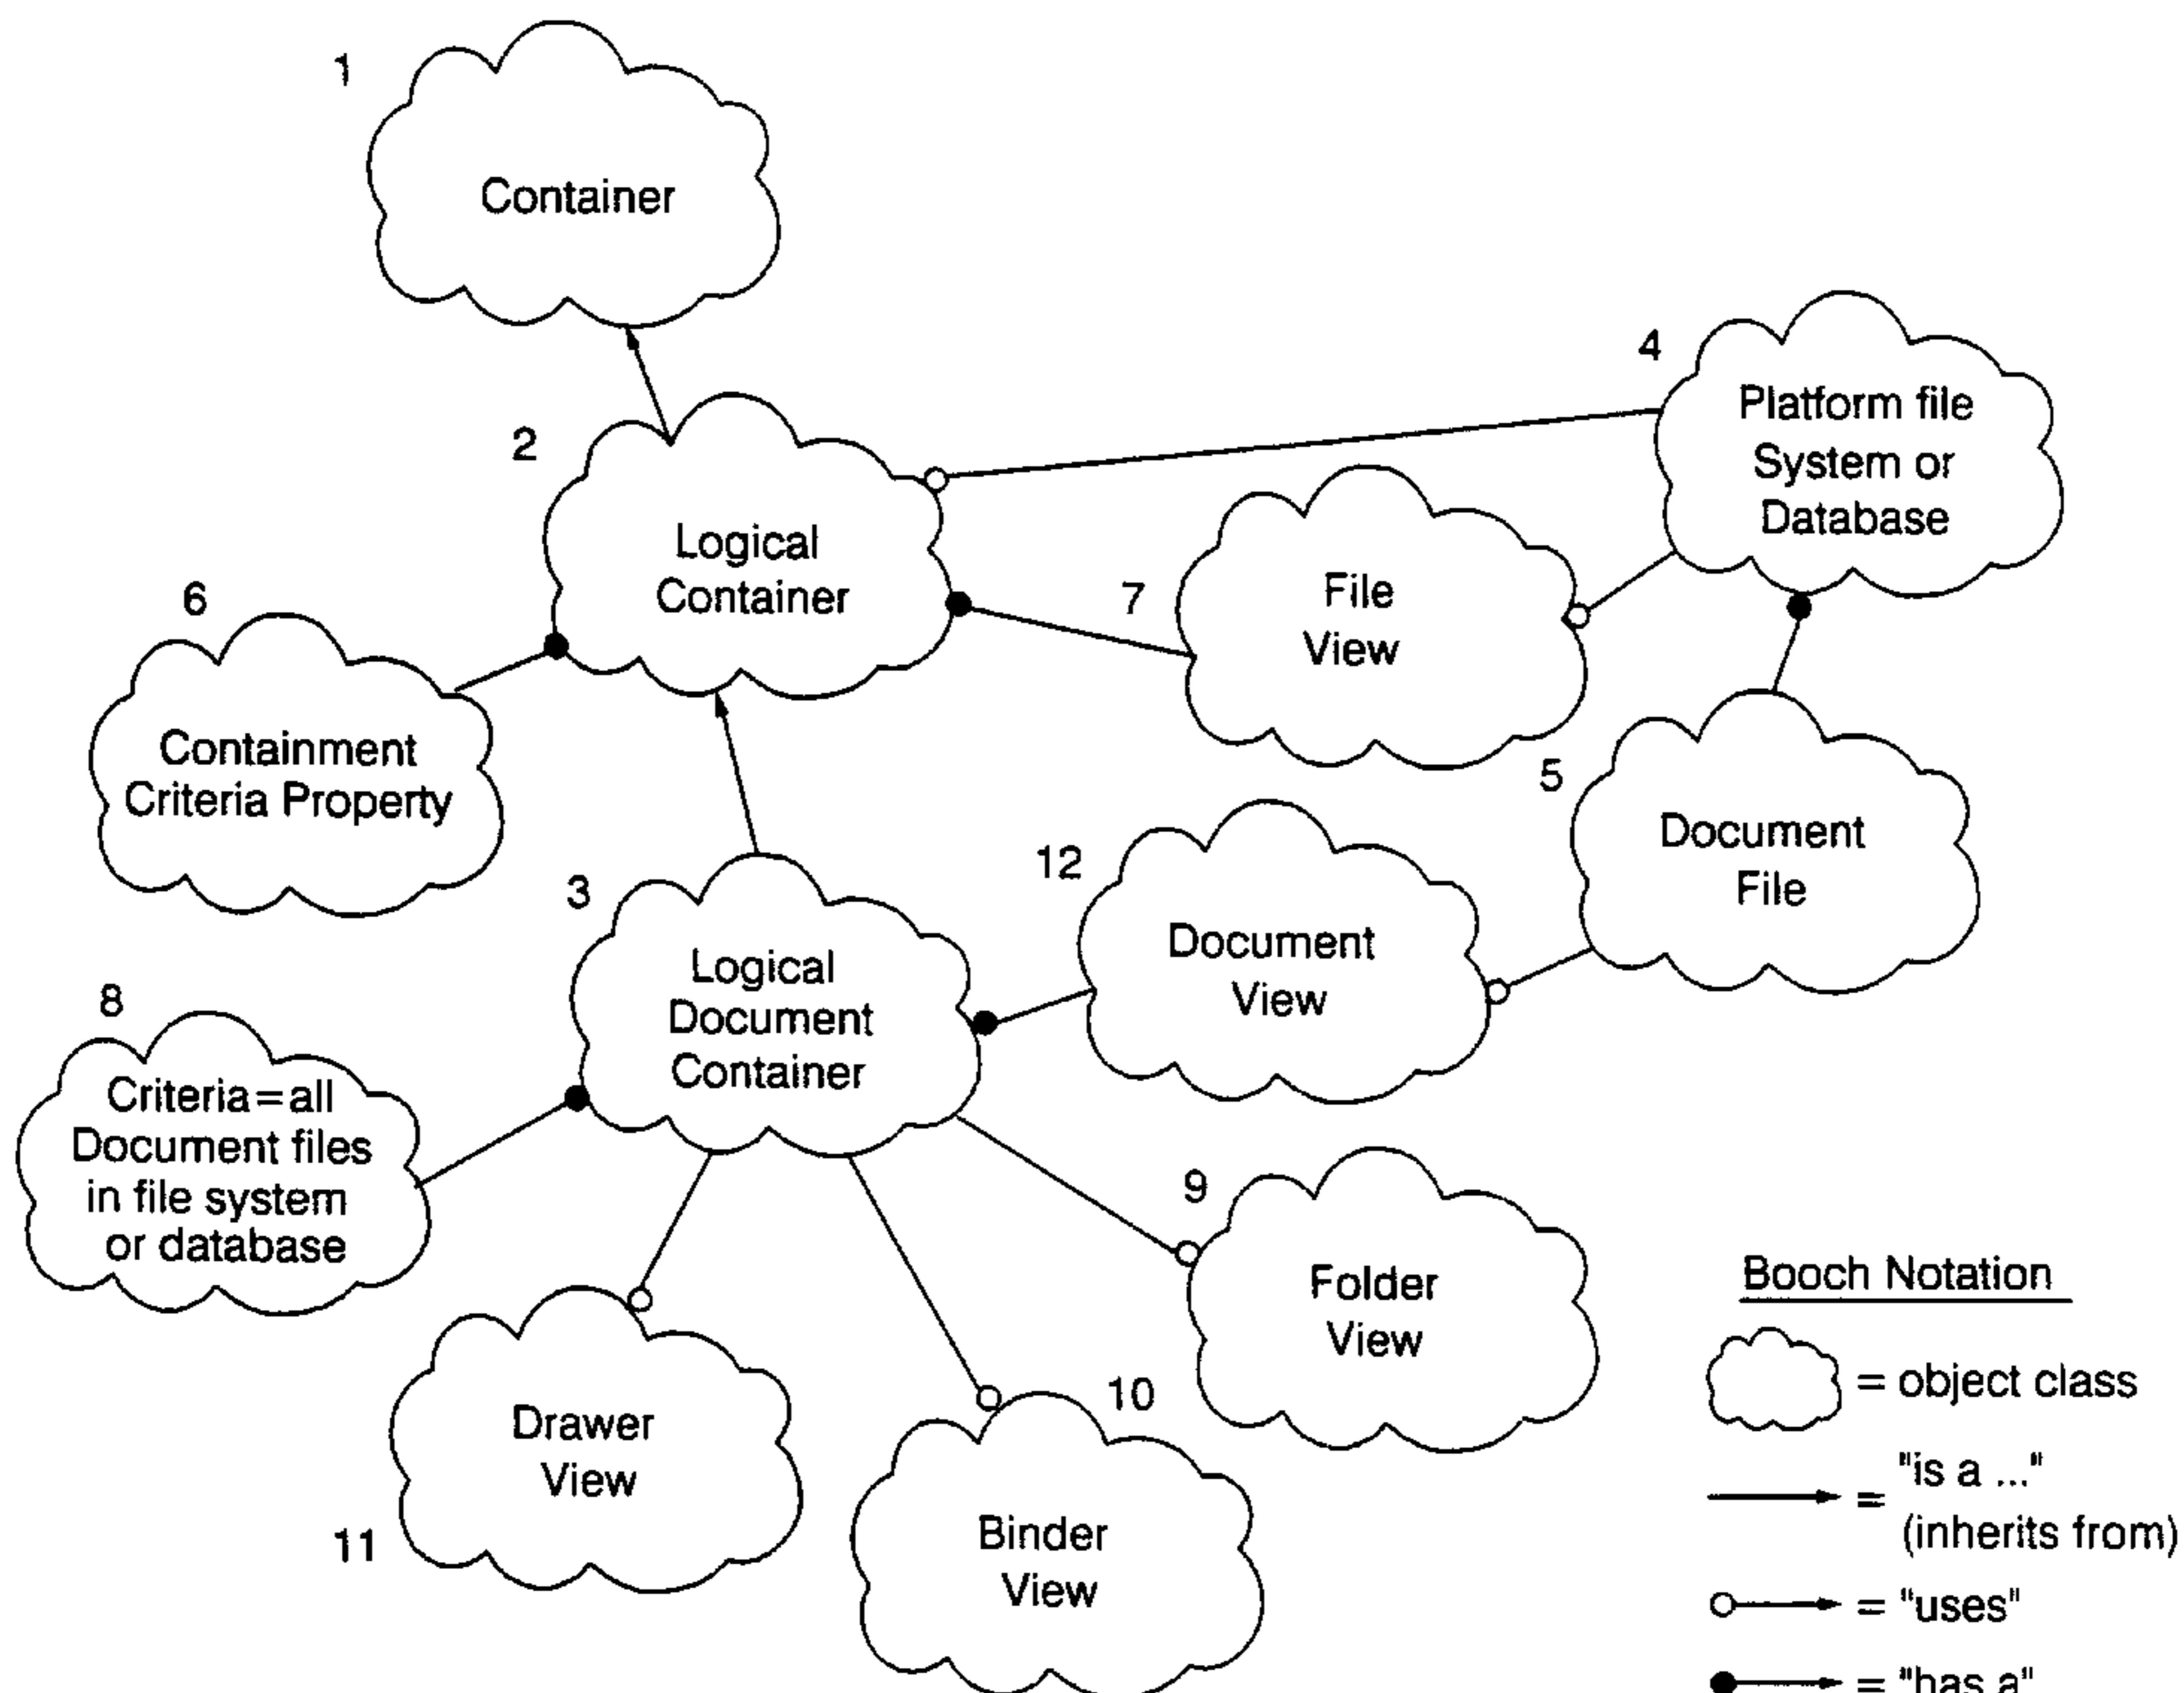 1
Container
2
Logical
Container
4
Platform file
System or
Database
7
File
View
6
Containment
Criteria Property
5
Document
File
12
Document
View
3
Logical
Document
Container
8
Criteria=all
Document files
in file system
or database
9
Folder
View
10
Binder
View
11
Drawer
View
Booch Notation
= object class
= "is a ..."
(inherits from)
= "uses"
= "has a"